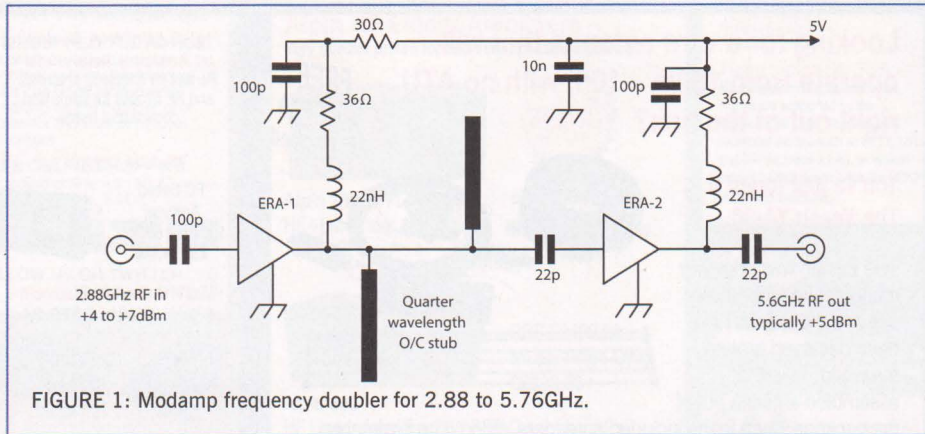 30Ω
5V
100p
10n
100p
36Ω
36Ω
22nH
22nH
100p
ERA-1
ERA-2
22p
22p
2.88GHz RF in
+4 to +7dBm
Quarter
wavelength
O/C stub
5.6GHz RF out
typically +5dBm
FIGURE 1: Modamp frequency doubler for 2.88 to 5.76GHz.